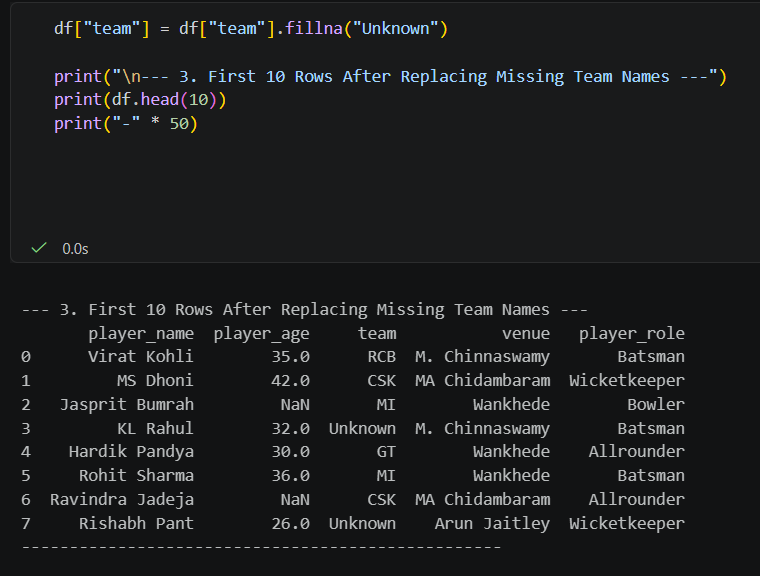 df["team"] = df["team"].fillna("Unknown")
print("\n--- 3. First 10 Rows After Replacing Missing Team Names ---")
print(df.head(10))
print("-" * 50)
0.0s
--- 3. First 10 Rows After Replacing Missing Team Names ---
player_name player_age team venue player_role
0 Virat Kohli 35.0 RCB M. Chinnaswamy Batsman
1 MS Dhoni 42.0 CSK MA Chidambaram Wicketkeeper
2 Jasprit Bumrah NaN MI Wankhede Bowler
3 KL Rahul 32.0 Unknown M. Chinnaswamy Batsman
4 Hardik Pandya 30.0 GT Wankhede Allrounder
5 Rohit Sharma 36.0 MI Wankhede Batsman
6 Ravindra Jadeja NaN CSK MA Chidambaram Allrounder
7 Rishabh Pant 26.0 Unknown Arun Jaitley Wicketkeeper
--------------------------------------------------